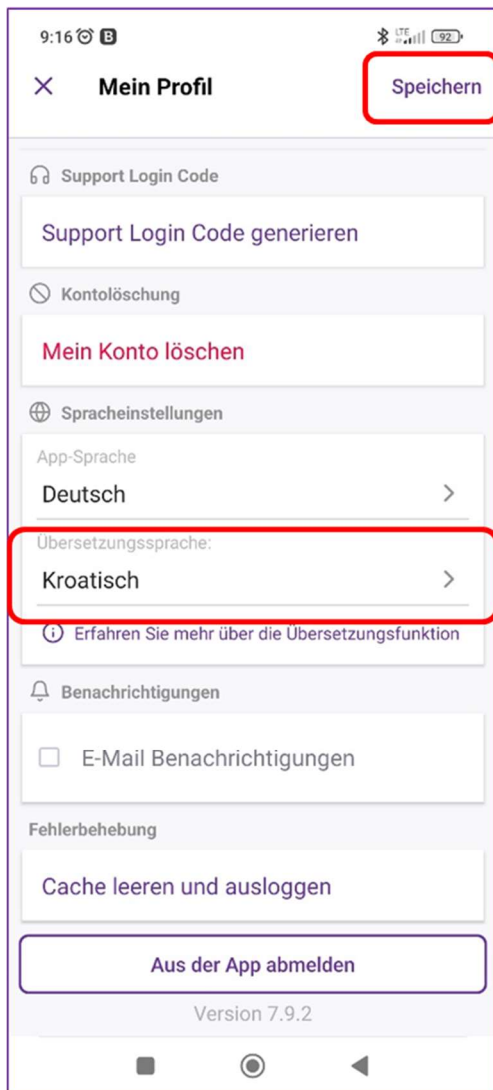 9:16 B LTE 92
Mein Profil Speichern
Support Login Code
Support Login Code generieren
Kontolöschung
Mein Konto löschen
Spracheinstellungen
App-Sprache
Deutsch
Übersetzungssprache:
Kroatisch
Erfahren Sie mehr über die Übersetzungsfunktion
Benachrichtigungen
E-Mail Benachrichtigungen
Fehlerbehebung
Cache leeren und ausloggen
Aus der App abmelden
Version 7.9.2